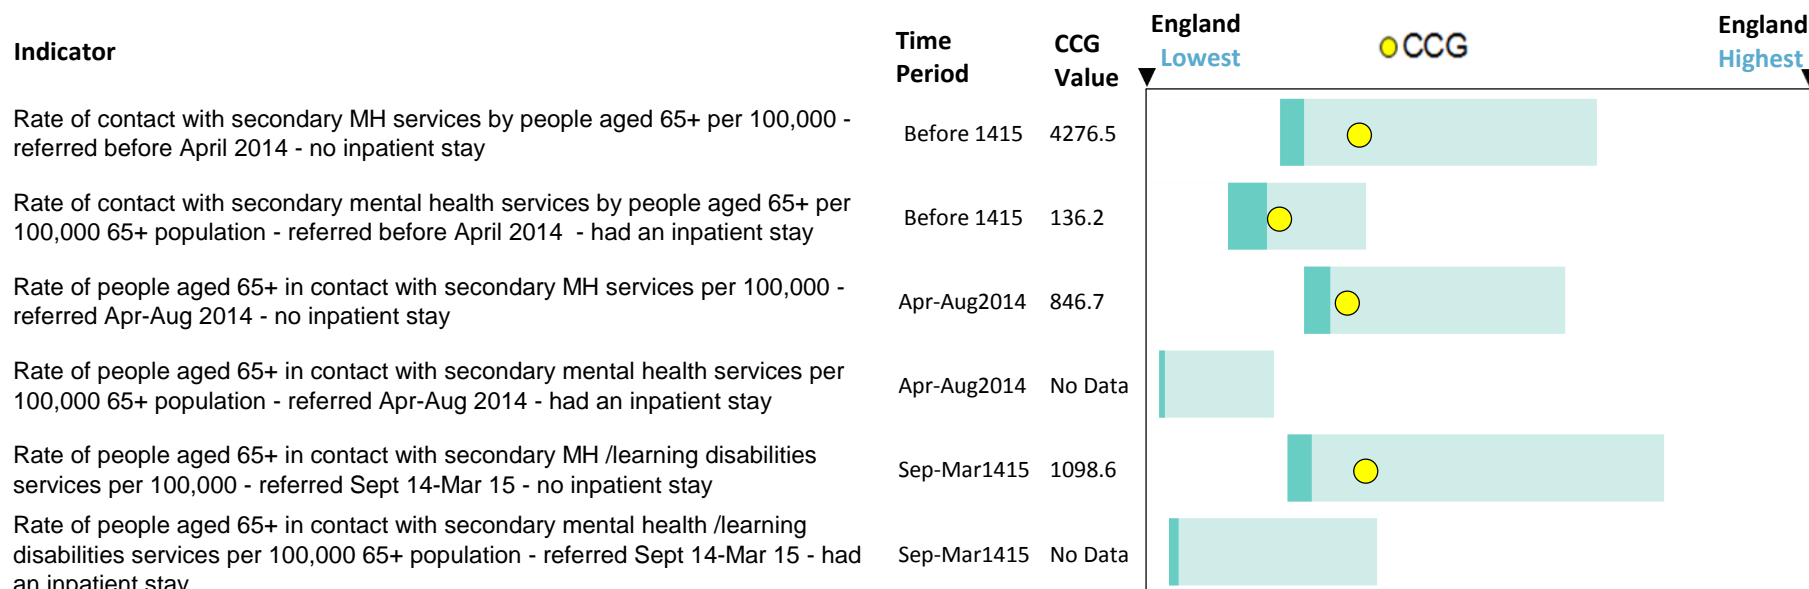 Indicator
Time Period
CCG Value
England Lowest
CCG
England Highest
Rate of contact with secondary MH services by people aged 65+ per 100,000 -
referred before April 2014 - no inpatient stay
Before 1415
4276.5
Rate of contact with secondary mental health services by people aged 65+ per
100,000 65+ population - referred before April 2014 - had an inpatient stay
Before 1415
136.2
Rate of people aged 65+ in contact with secondary MH services per 100,000 -
referred Apr-Aug 2014 - no inpatient stay
Apr-Aug2014
846.7
Rate of people aged 65+ in contact with secondary mental health services per
100,000 65+ population - referred Apr-Aug 2014 - had an inpatient stay
Apr-Aug2014
No Data
Rate of people aged 65+ in contact with secondary MH /learning disabilities
services per 100,000 - referred Sept 14-Mar 15 - no inpatient stay
Sep-Mar1415
1098.6
Rate of people aged 65+ in contact with secondary mental health /learning
disabilities services per 100,000 65+ population - referred Sept 14-Mar 15 - had
an inpatient stay
Sep-Mar1415
No Data